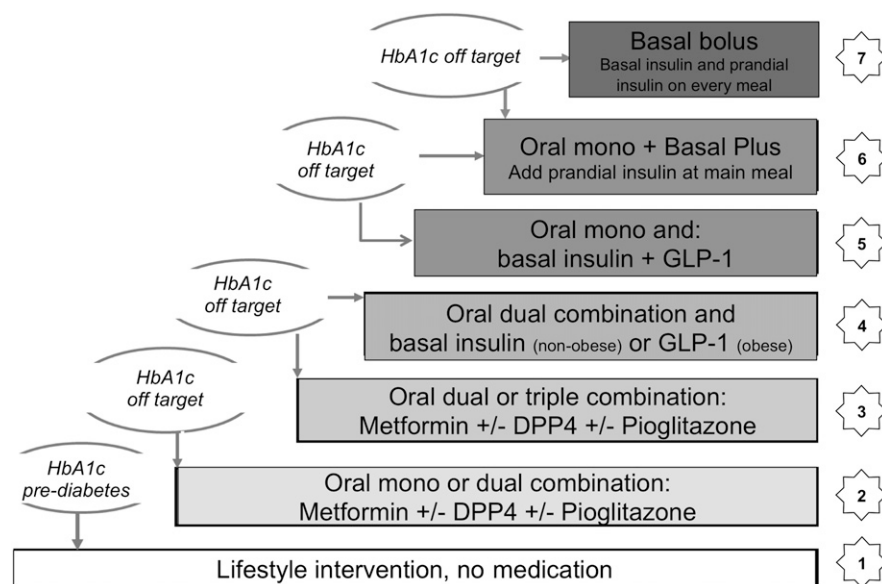 HbA1c off target
Basal bolus
Basal insulin and prandial
insulin on every meal
7
HbA1c
off target
Oral mono + Basal Plus
Add prandial insulin at main meal
6
Oral mono and:
basal insulin + GLP-1
5
HbA1c
off target
Oral dual combination and
basal insulin (non-obese) or GLP-1 (obese)
4
HbA1c
off target
Oral dual or triple combination:
Metformin +/- DPP4 +/- Pioglitazone
3
HbA1c
pre-diabetes
Oral mono or dual combination:
Metformin +/- DPP4 +/- Pioglitazone
2
Lifestyle intervention, no medication
1